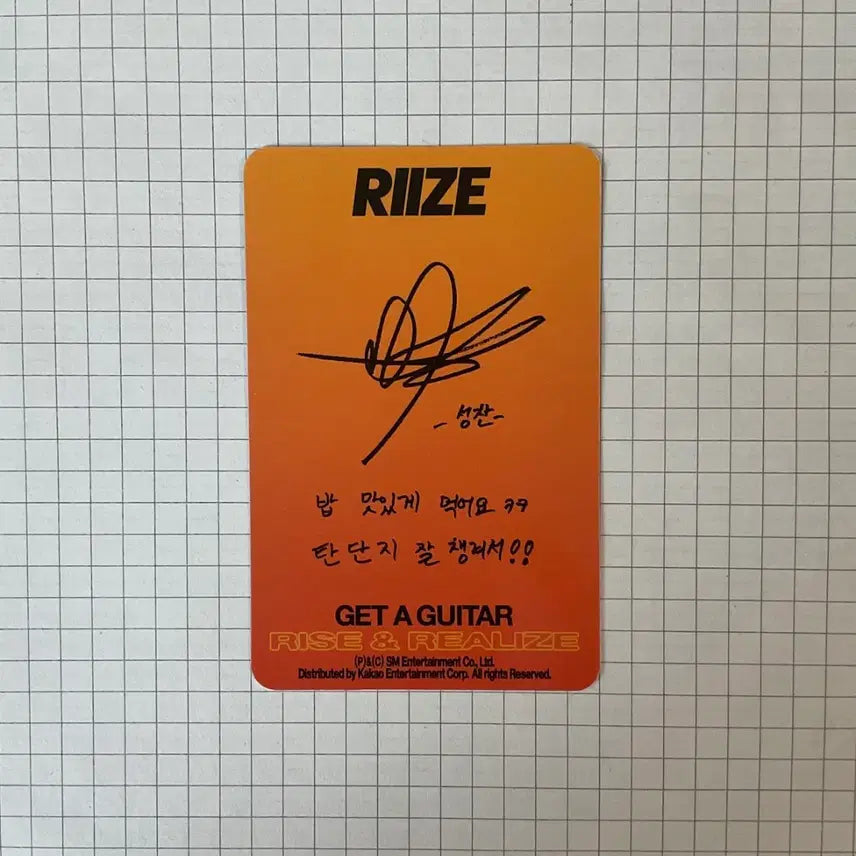 RIIZE
- 성찬 -
밥 맛있게 먹어요 ㅋㅋ
탄단지 잘 챙겨서!!
GET A GUITAR
RISE & REALIZE
(P)&(C) SM Entertainment Co., Ltd.
Distributed by Kakao Entertainment Corp. All rights Reserved.